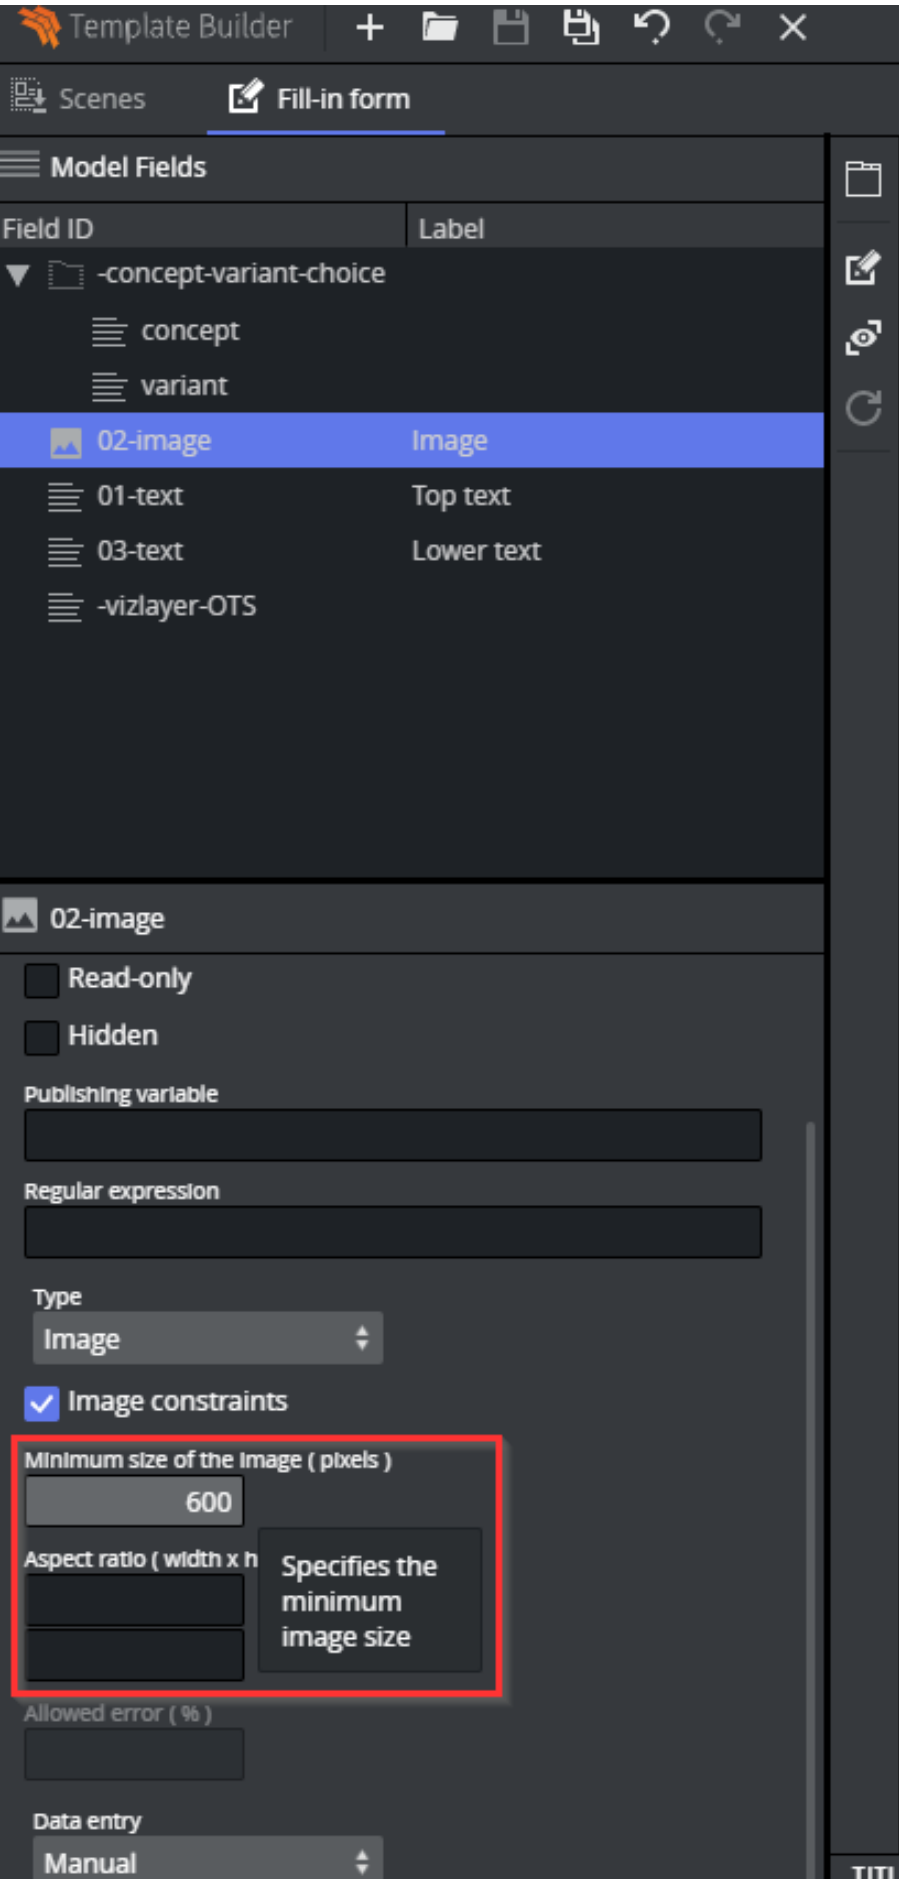 Template Builder
Scenes
Fill-in form
Model Fields
Field ID
Label
-concept-variant-choice
concept
variant
02-image
Image
01-text
Top text
03-text
Lower text
-vizlayer-OTS
02-image
Read-only
Hidden
Publishing variable
Regular expression
Type
Image
Image constraints
Minimum size of the image ( pixels )
600
Aspect ratio ( width x h
Specifies the
minimum
image size
Allowed error ( % )
Data entry
Manual
TITL